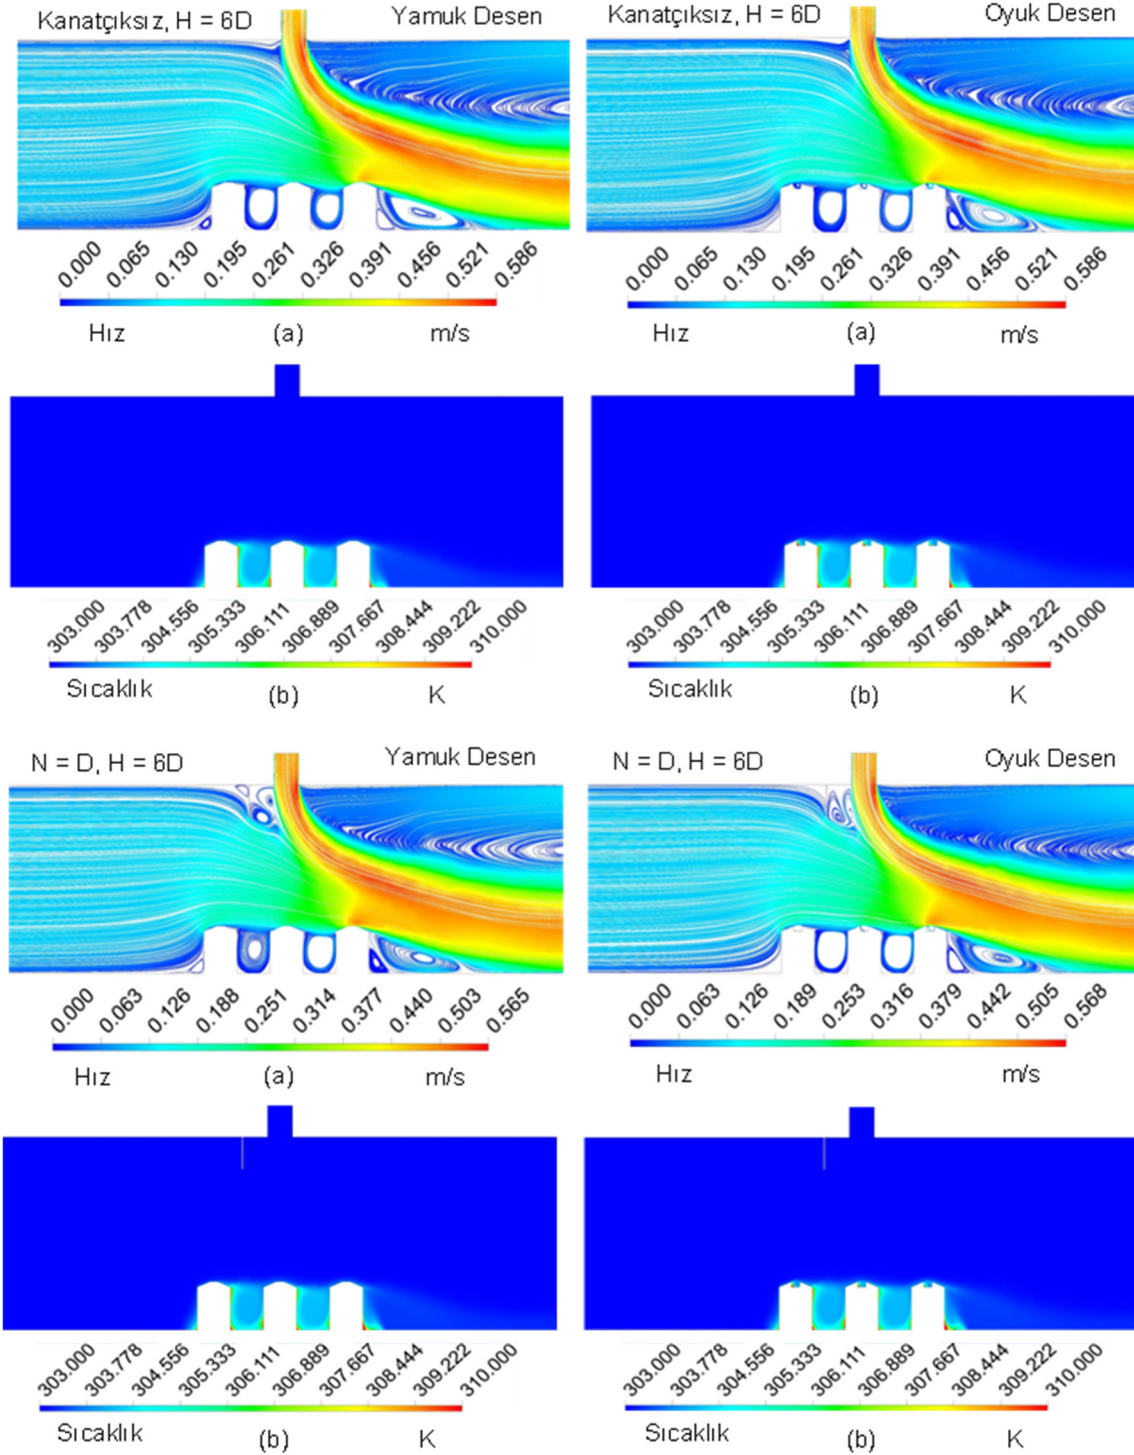 Kanatçıksız, H = 6D
Yamuk Desen
0.000 0.065 0.130 0.195 0.261 0.326 0.391 0.456 0.521 0.586
Hız (a) m/s
Kanatçıksız, H = 6D
Oyuk Desen
0.000 0.065 0.130 0.195 0.261 0.326 0.391 0.456 0.521 0.586
Hız (a) m/s
303.000 303.778 304.556 305.333 306.111 306.889 307.667 308.444 309.222 310.000
Sıcaklık (b) K
303.000 303.778 304.556 305.333 306.111 306.889 307.667 308.444 309.222 310.000
Sıcaklık (b) K
N = D, H = 6D
Yamuk Desen
0.000 0.063 0.126 0.188 0.251 0.314 0.377 0.440 0.503 0.565
Hız (a) m/s
N = D, H = 6D
Oyuk Desen
0.000 0.063 0.126 0.189 0.253 0.316 0.379 0.442 0.505 0.568
Hız m/s
303.000 303.778 304.556 305.333 306.111 306.889 307.667 308.444 309.222 310.000
Sıcaklık (b) K
303.000 303.778 304.556 305.333 306.111 306.889 307.667 308.444 309.222 310.000
Sıcaklık (b) K